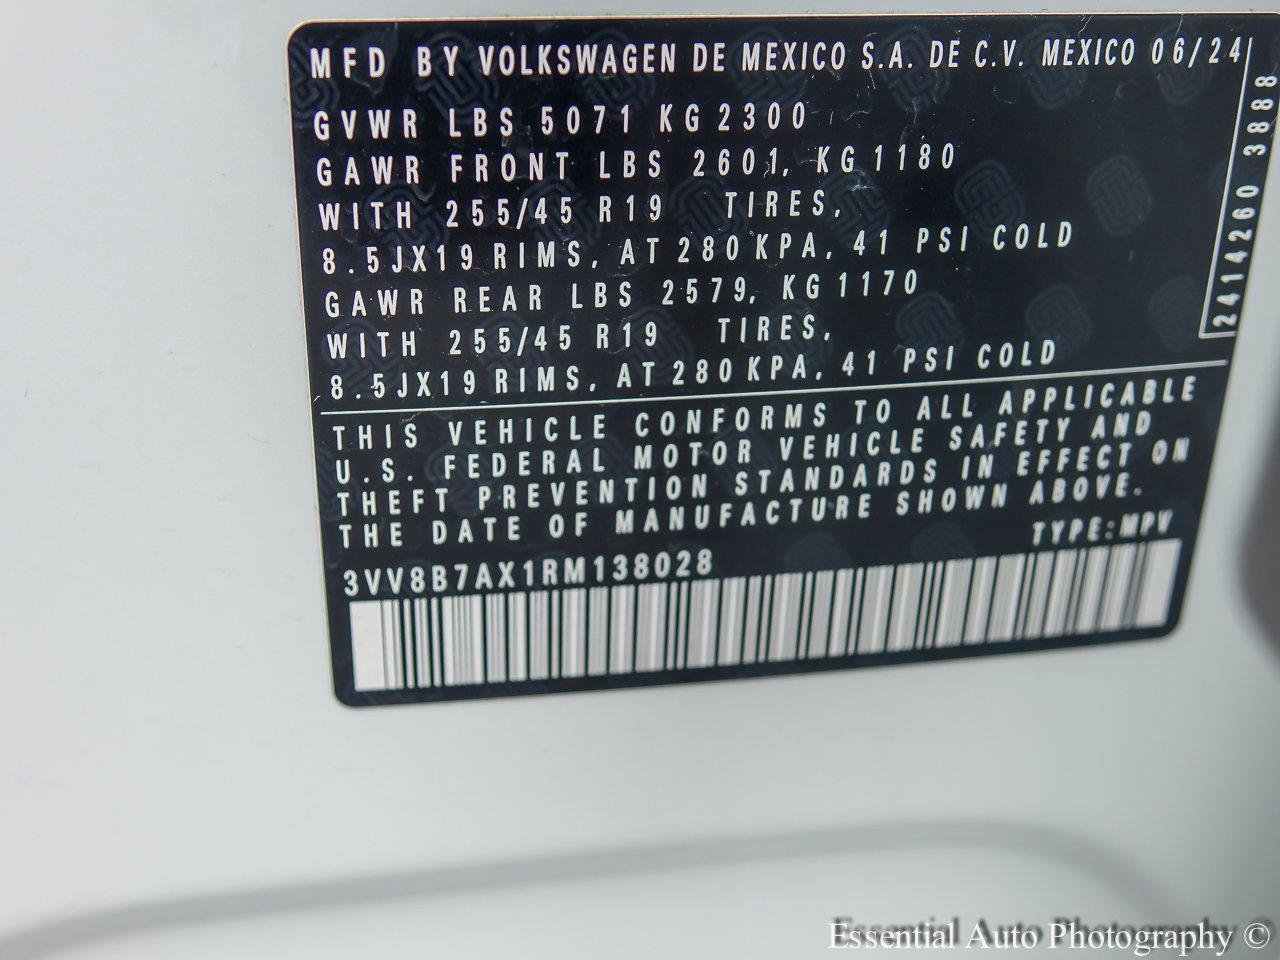 MFD BY VOLKSWAGEN DE MEXICO S.A. DE C.V. MEXICO 06/24
GVWR LBS 5071 KG 2300
GAWR FRONT LBS 2601, KG 1180
WITH 255/45 R19 TIRES,
8.5JX19 RIMS, AT 280 KPA, 41 PSI COLD
GAWR REAR LBS 2579, KG 1170
WITH 255/45 R19 TIRES,
8.5JX19 RIMS, AT 280 KPA, 41 PSI COLD
2414260 3888
THIS VEHICLE CONFORMS TO ALL APPLICABLE
U.S. FEDERAL MOTOR VEHICLE SAFETY AND
THEFT PREVENTION STANDARDS IN EFFECT ON
THE DATE OF MANUFACTURE SHOWN ABOVE.
TYPE: MPV
3VV8B7AX1RM138028
Essential Auto Photography ©